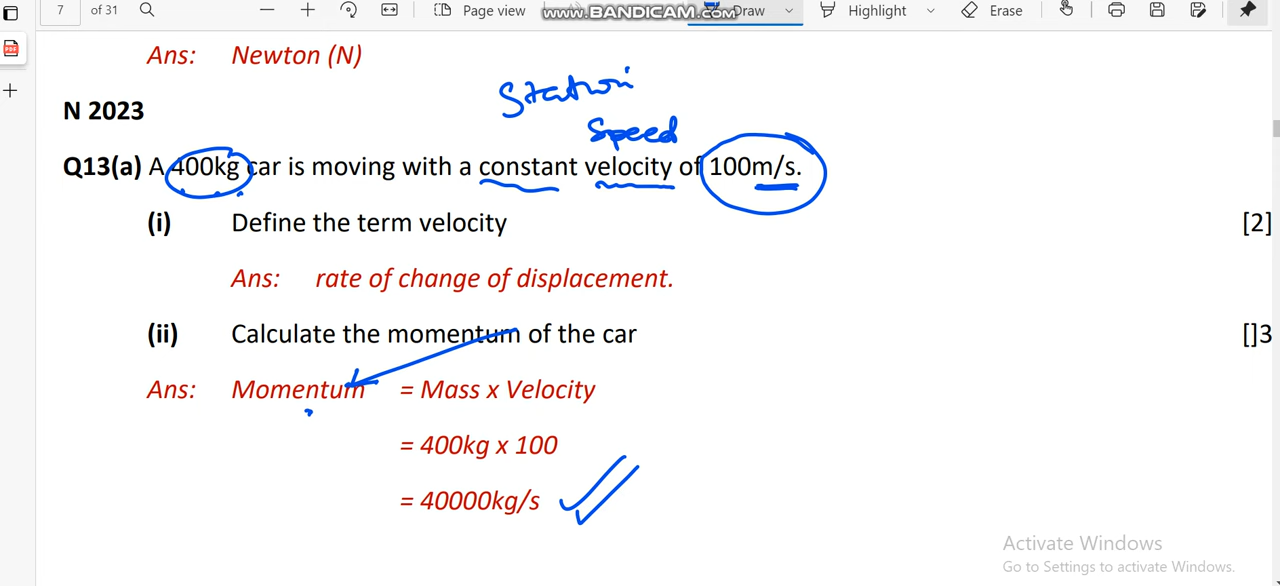 7 of 31 Page view www.BANDICAM.com Draw Highlight Erase
Ans: Newton (N)
N 2023
Speed
Q13(a) A 400kg car is moving with a constant velocity of 100m/s.
(i) Define the term velocity [2]
Ans: rate of change of displacement.
(ii) Calculate the momentum of the car []3
Ans: Momentum = Mass x Velocity
= 400kg x 100
= 40000kg/s
Activate Windows
Go to Settings to activate Windows.